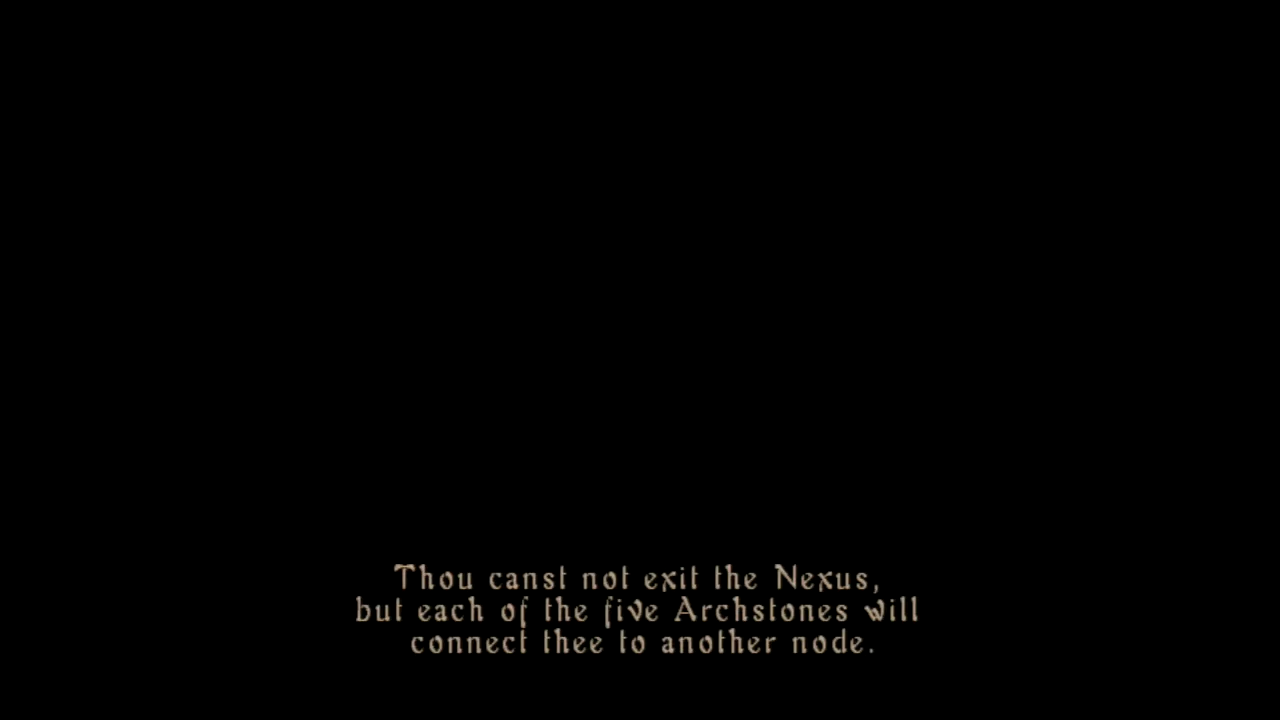 Thou canst not exit the Nexus,
but each of the five Archstones will
connect thee to another node.